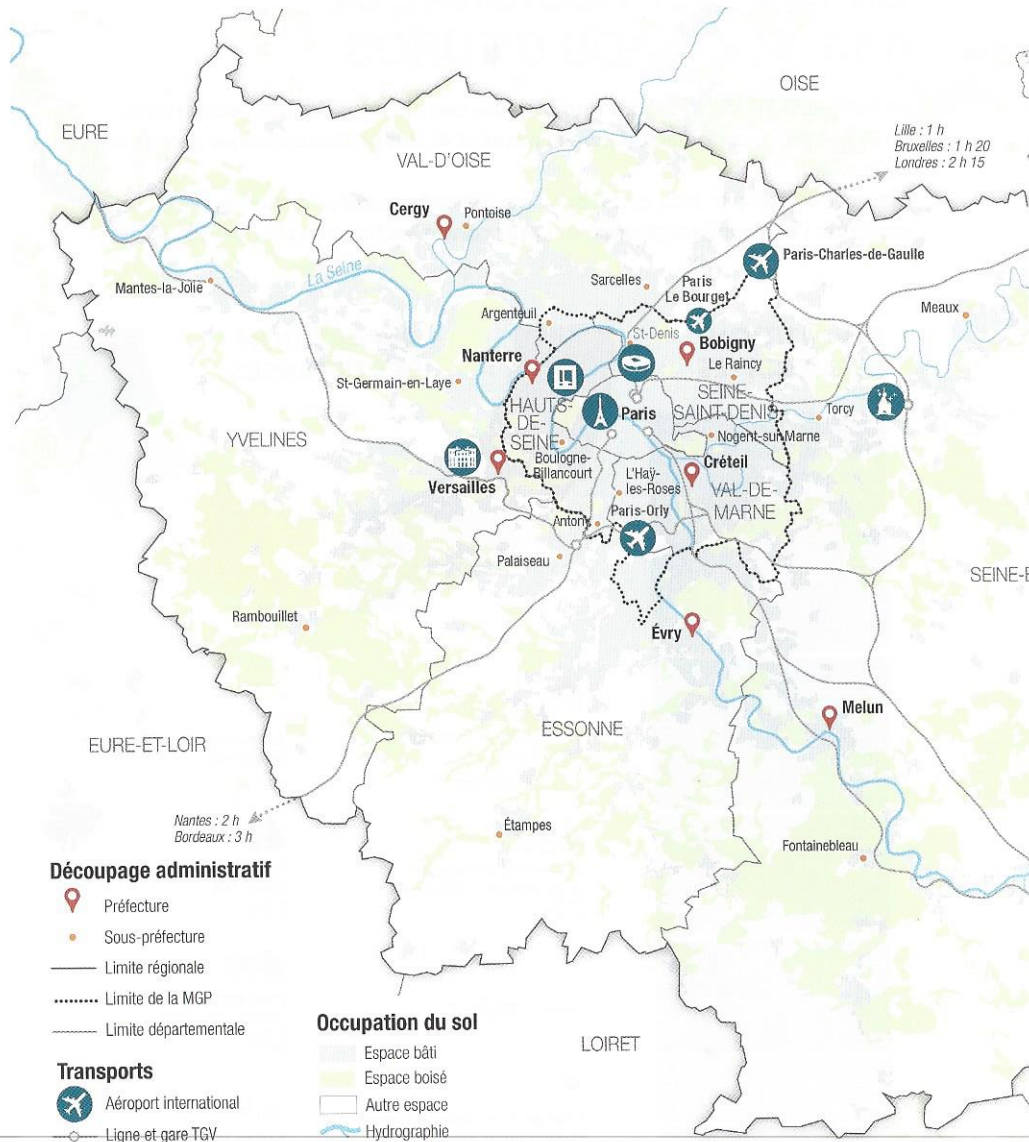 OISE
EURE
Lille : 1 h
Bruxelles : 1 h 20
Londres : 2 h 15
VAL-D'OISE
Cergy
Pontoise
Paris-Charles-de-Gaulle
La Seine
Mantes-la-Jolie
Sarcelles
Paris
Le Bourget
Meaux
Argenteuil
St-Denis
Nanterre
Bobigny
Le Raincy
St-Germain-en-Laye
HAUTS-
DE-
SEINE
Paris
SEINE-
SAINT-DENIS
Torcy
YVELINES
Nogent-sur-Marne
Boulogne-
Billancourt
Versailles
L'Haÿ-
les-Roses
Créteil
VAL-DE-
MARNE
Antony
Paris-Orly
Palaiseau
SEINE-E
Rambouillet
Évry
Melun
ESSONNE
EURE-ET-LOIR
Nantes : 2 h
Bordeaux : 3 h
Étampes
Fontainebleau
LOIRET
Découpage administratif
Préfecture
Sous-préfecture
Limite régionale
Limite de la MGP
Limite départementale
Transports
Aéroport international
Ligne et gare TGV
Occupation du sol
Espace bâti
Espace boisé
Autre espace
Hydrographie